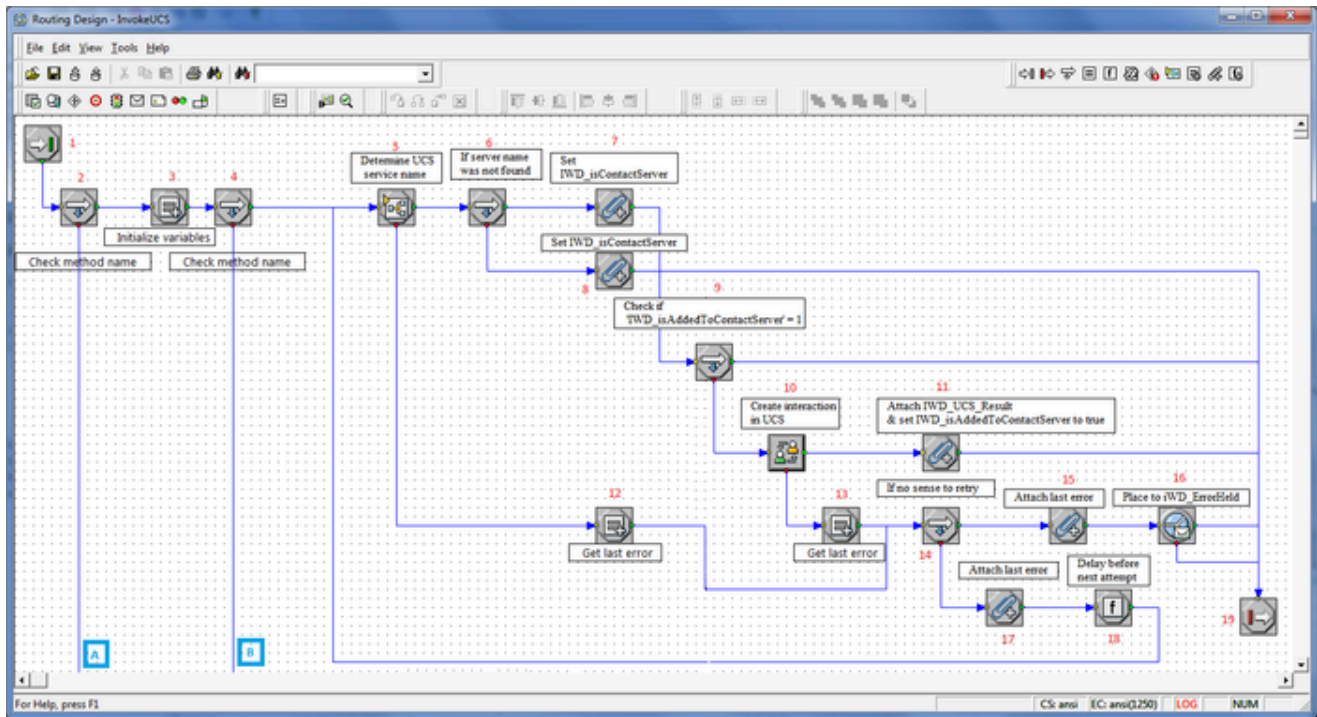 Routing Design - InvokeUCS
File Edit View Tools Help
1
2
3
4
5
6
7
Determine UCS
service name
If server name
was not found
Set
IWD_isContactServer
Initialize variables
Check method name
Check method name
Set IWD_isContactServer
8
9
Check if
'IWD_isAddedToContactServer' = 1
10
11
Create interaction
in UCS
Attach IWD_UCS_Result
& set IWD_isAddedToContactServer to true
12
13
If no sense to retry
15
16
Attach last error
Place to iWD_ErrorHeld
Get last error
Get last error
14
Attach last error
Delay before
next attempt
f
17
18
19
A
B
For Help, press F1
CS: ansi
EC: ansi(1250)
LOG
NUM